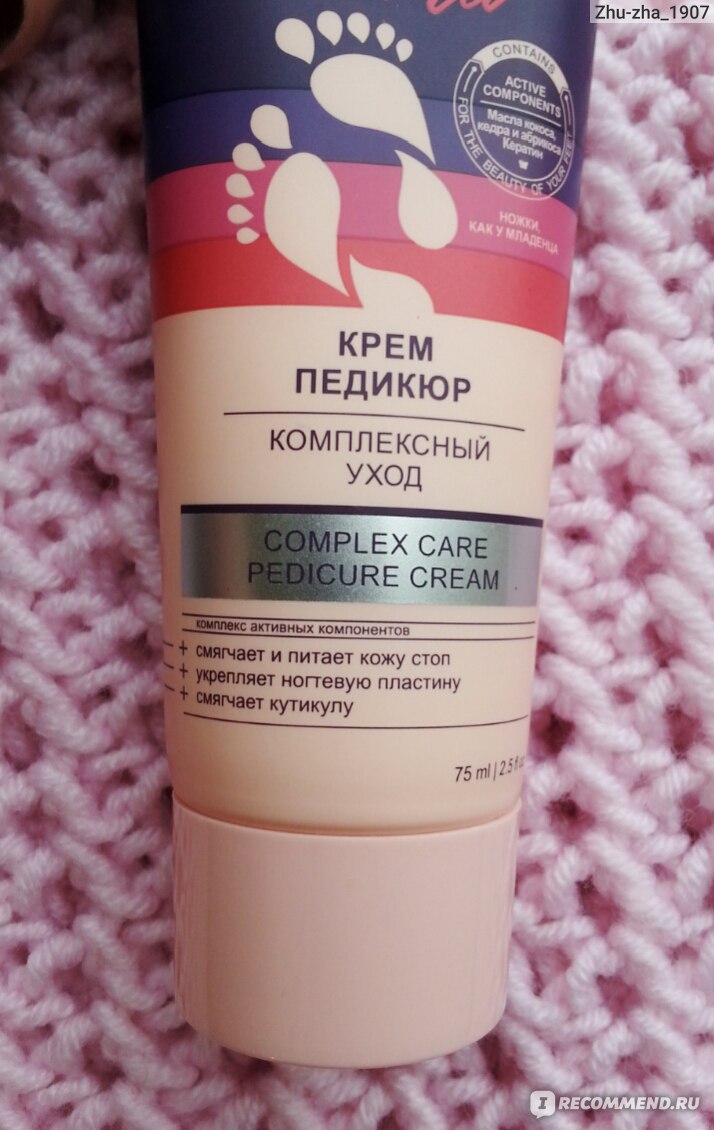 Zhu-zha_1907
CONTAINS
ACTIVE
COMPONENTS
Масла кокоса,
кедра и абрикоса
Кератин
FOR THE BEAUTY OF YOUR FEET
НОЖКИ,
КАК У МЛАДЕНЦА
КРЕМ
ПЕДИКЮР
КОМПЛЕКСНЫЙ
УХОД
COMPLEX CARE
PEDICURE CREAM
комплекс активных компонентов
+ смягчает и питает кожу стоп
+ укрепляет ногтевую пластину
+ смягчает кутикулу
75 ml | 2.5 fl
I RECOMMEND.RU